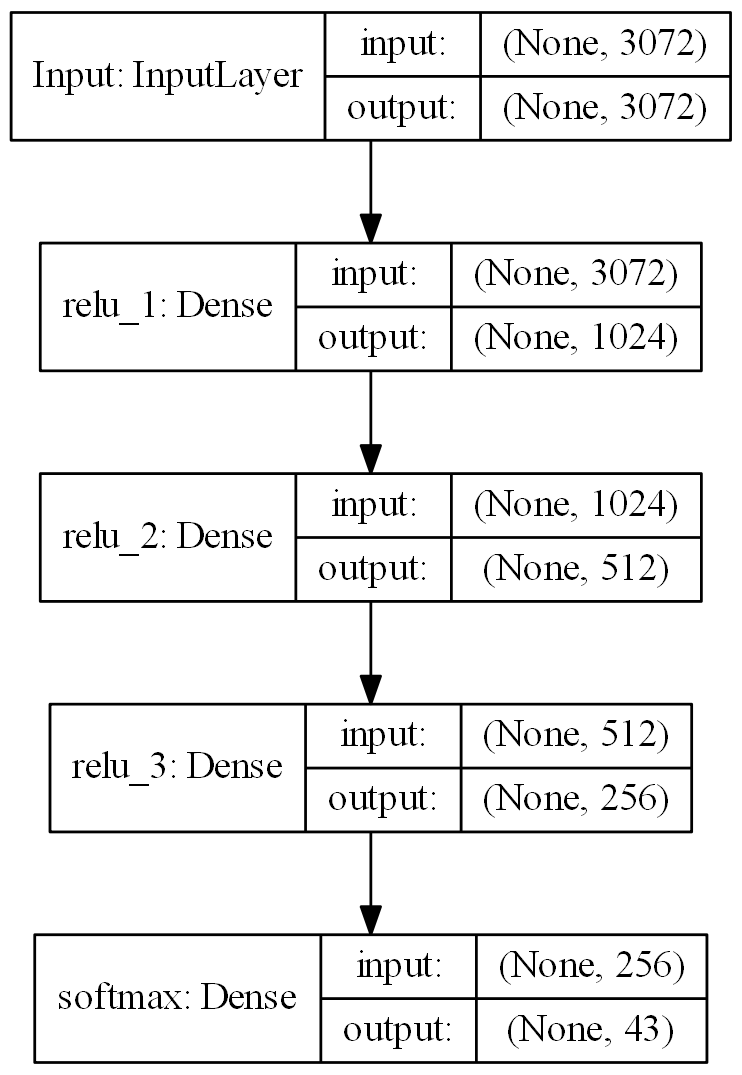 Input: InputLayer
input:
(None, 3072)
output:
(None, 3072)
relu_1: Dense
input:
(None, 3072)
output:
(None, 1024)
relu_2: Dense
input:
(None, 1024)
output:
(None, 512)
relu_3: Dense
input:
(None, 512)
output:
(None, 256)
softmax: Dense
input:
(None, 256)
output:
(None, 43)